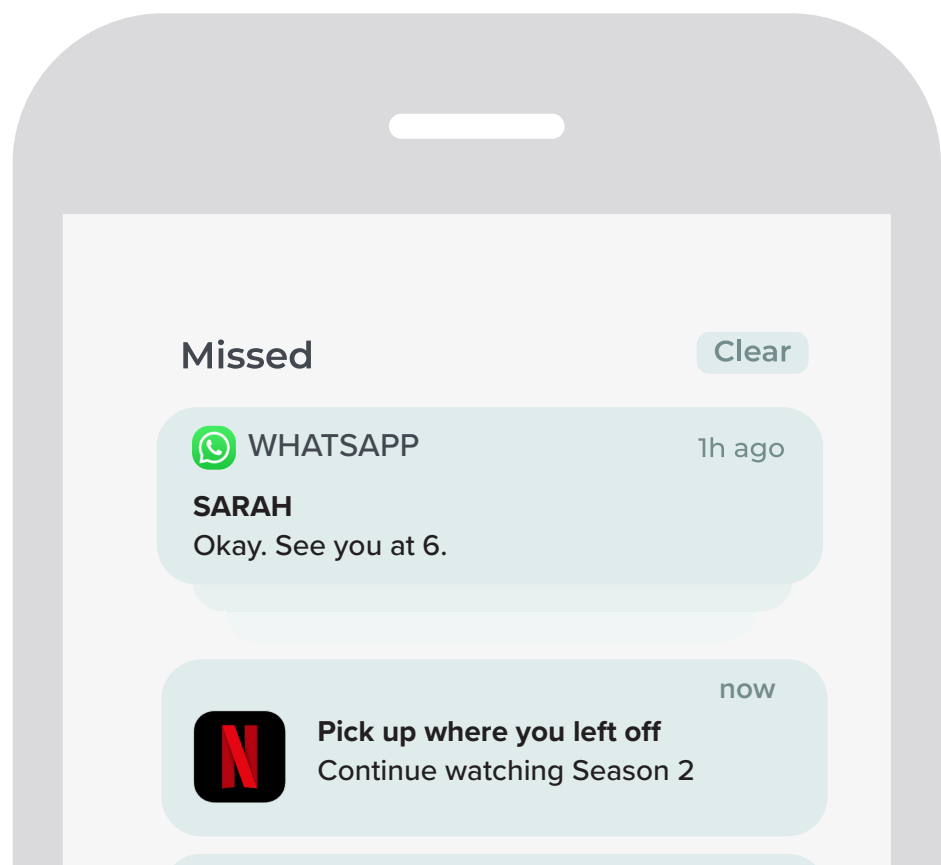 Missed
Clear
WHATSAPP
1h ago
SARAH
Okay. See you at 6.
now
N
Pick up where you left off
Continue watching Season 2